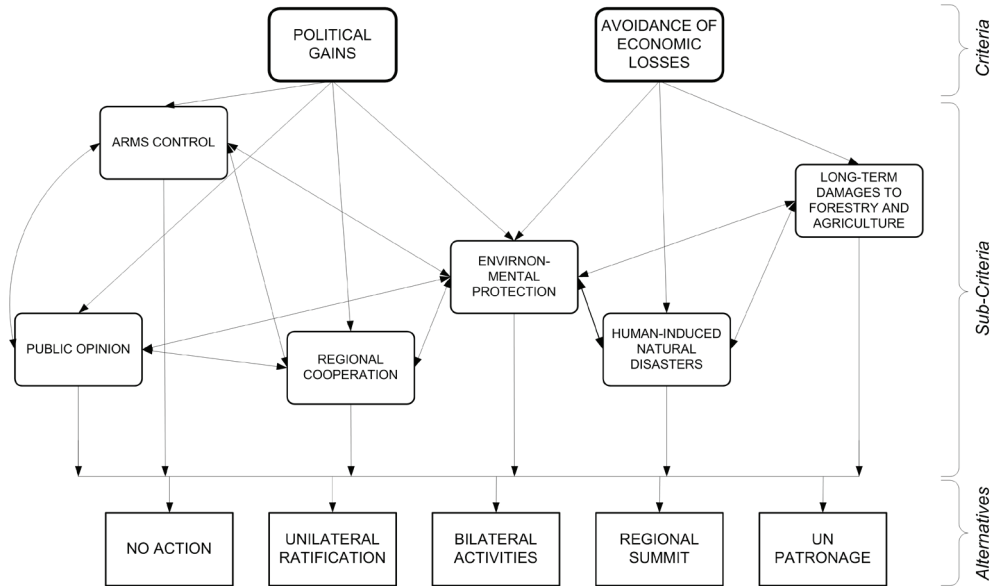 POLITICAL
GAINS
AVOIDANCE OF
ECONOMIC
LOSSES
Criteria
ARMS CONTROL
LONG-TERM
DAMAGES TO
FORESTRY AND
AGRICULTURE
ENVIRNON-
MENTAL
PROTECTION
PUBLIC OPINION
REGIONAL
COOPERATION
HUMAN-INDUCED
NATURAL
DISASTERS
Sub-Criteria
NO ACTION
UNILATERAL
RATIFICATION
BILATERAL
ACTIVITIES
REGIONAL
SUMMIT
UN
PATRONAGE
Alternatives